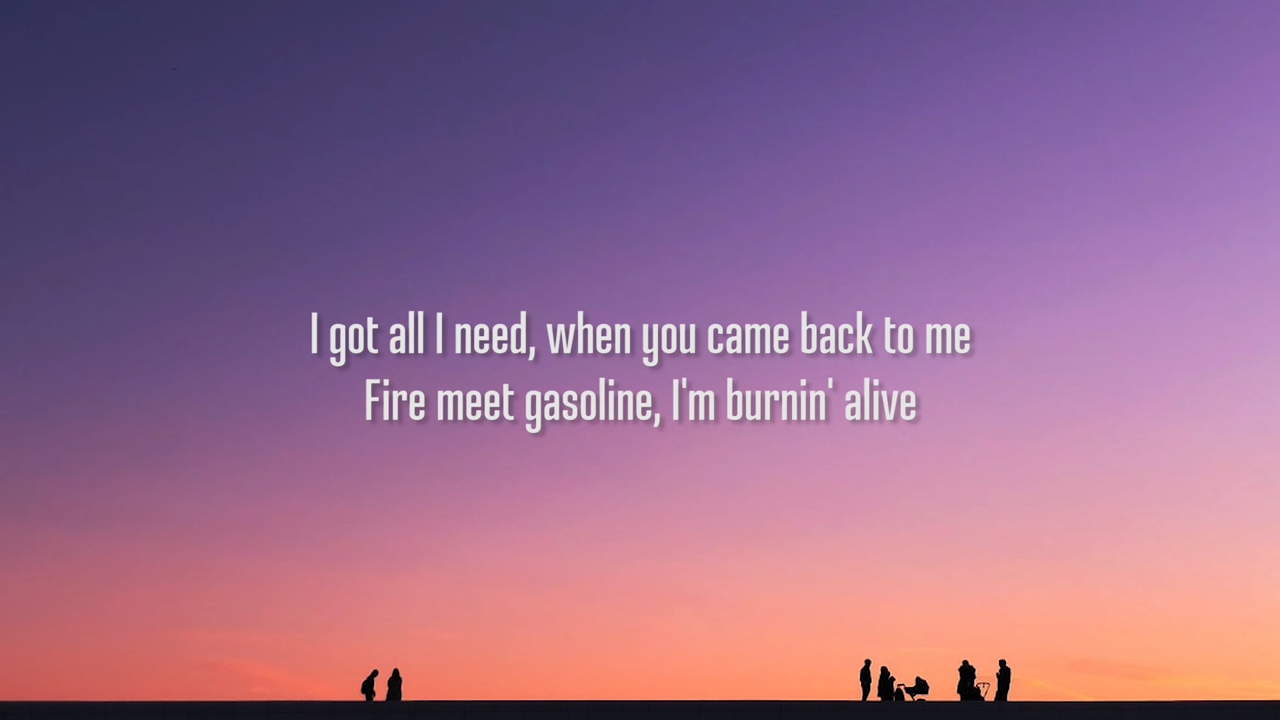 I got all I need, when you came back to me
Fire meet gasoline, I'm burnin' alive